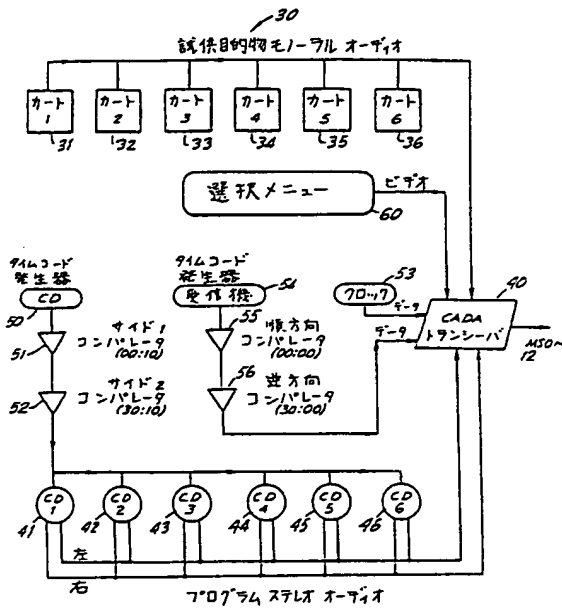 30
試供目的物モノーラル オーディオ
カート 1
カート 2
カート 3
カート 4
カート 5
カート 6
31
32
33
34
35
36
選択メニュー
ビデオ
60
タイムコード
発生器
CD
50
タイムコード
発生器
受信機
54
53
クロック
データ
データ
40
CADA
トランシーバ
MSOへ
12
51
サイド1
コンパレータ
(00:10)
55
順方向
コンパレータ
(00:00)
52
サイド2
コンパレータ
(30:10)
56
逆方向
コンパレータ
(30:00)
CD 1
CD 2
CD 3
CD 4
CD 5
CD 6
41
42
43
44
45
46
左
右
プログラム ステレオ オーディオ